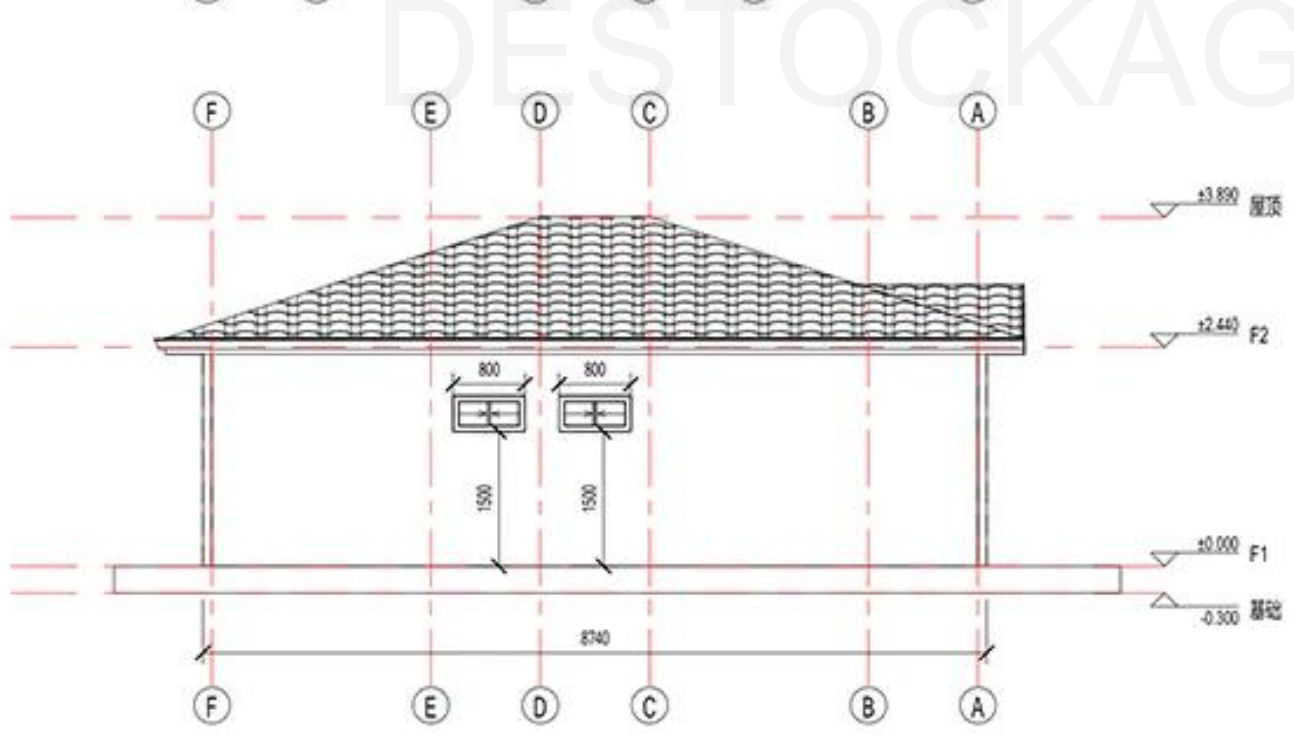 DESTOCKAG
F E D C B A
±3.890 屋顶
±2.440 F2
800 800
1500 1500
±0.000 F1
-0.300 基础
8740
F E D C B A